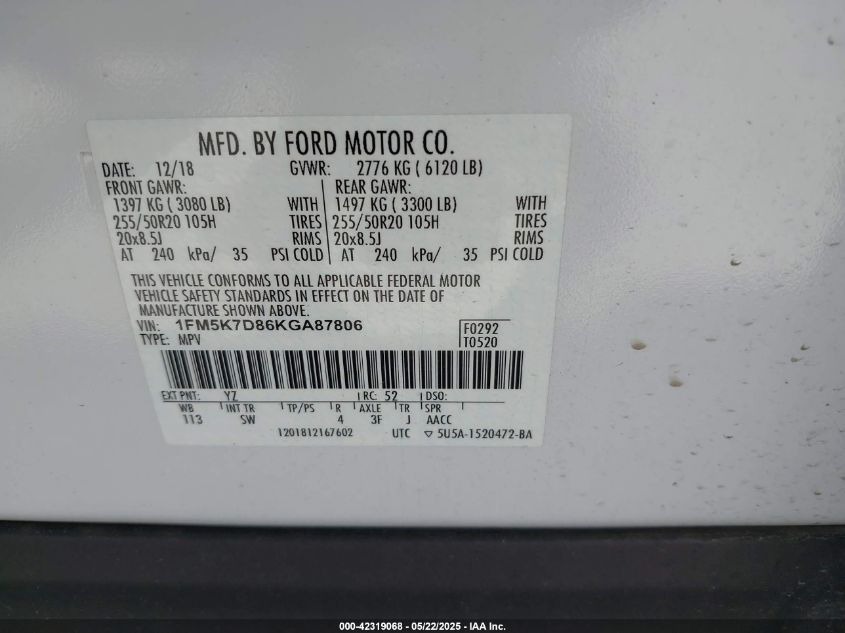 MFD. BY FORD MOTOR CO.
DATE: 12/18 GVWR: 2776 KG ( 6120 LB)
FRONT GAWR: REAR GAWR:
1397 KG ( 3080 LB) WITH 1497 KG ( 3300 LB) WITH
255/50R20 105H TIRES 255/50R20 105H TIRES
20x8.5J RIMS 20x8.5J RIMS
AT 240 kPa/ 35 PSI COLD AT 240 kPa/ 35 PSI COLD
THIS VEHICLE CONFORMS TO ALL APPLICABLE FEDERAL MOTOR
VEHICLE SAFETY STANDARDS IN EFFECT ON THE DATE OF
MANUFACTURE SHOWN ABOVE.
VIN: 1FM5K7D86KGA87806 F0292
TYPE: MPV T0520
EXT PNT: YZ RC: 52 DSO:
WB INT TR TP/PS R AXLE TR SPR
113 SW 4 3F J AACC
1201812167602 UTC ▽ 5U5A-1520472-BA
000-42319068 - 05/22/2025 - IAA Inc.